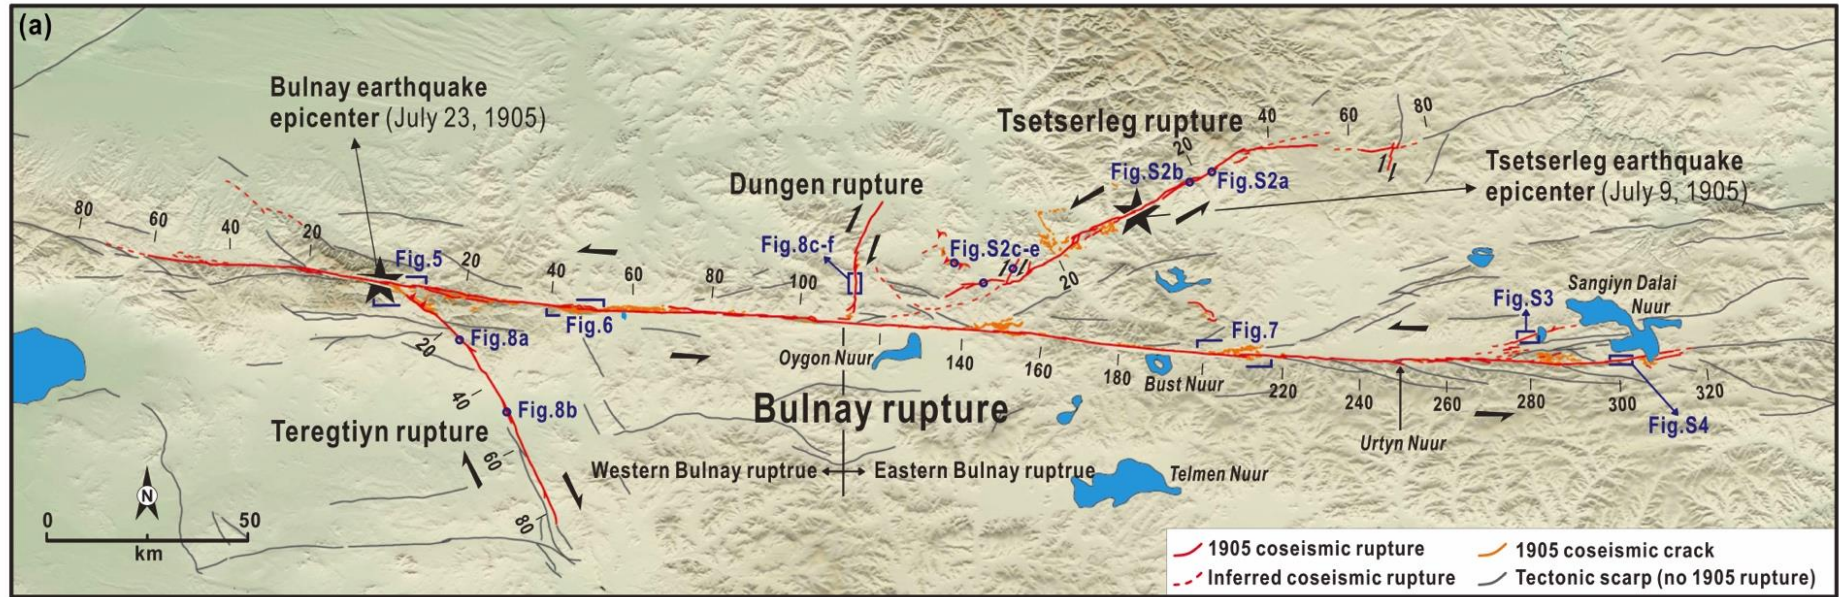 (a)
Bulnay earthquake
epicenter (July 23, 1905)
Tsetserleg rupture
40
60
80
20
Tsetserleg earthquake
epicenter (July 9, 1905)
Fig.S2b
Fig.S2a
Dungen rupture
Fig.8c-f
Fig.S2c-e
20
80
60
40
20
Fig.5
20
40
60
80
100
Fig.6
Sangiyn Dalai
Nuur
Fig.S3
Fig.7
Oygon Nuur
140
160
180
Bust Nuur
220
240
260
280
300
320
Fig.S4
Urtyn Nuur
20
Fig.8a
40
Fig.8b
60
80
Teregtiyn rupture
Bulnay rupture
Western Bulnay ruptrue
Eastern Bulnay ruptrue
Telmen Nuur
N
0
50
km
1905 coseismic rupture
1905 coseismic crack
Inferred coseismic rupture
Tectonic scarp (no 1905 rupture)